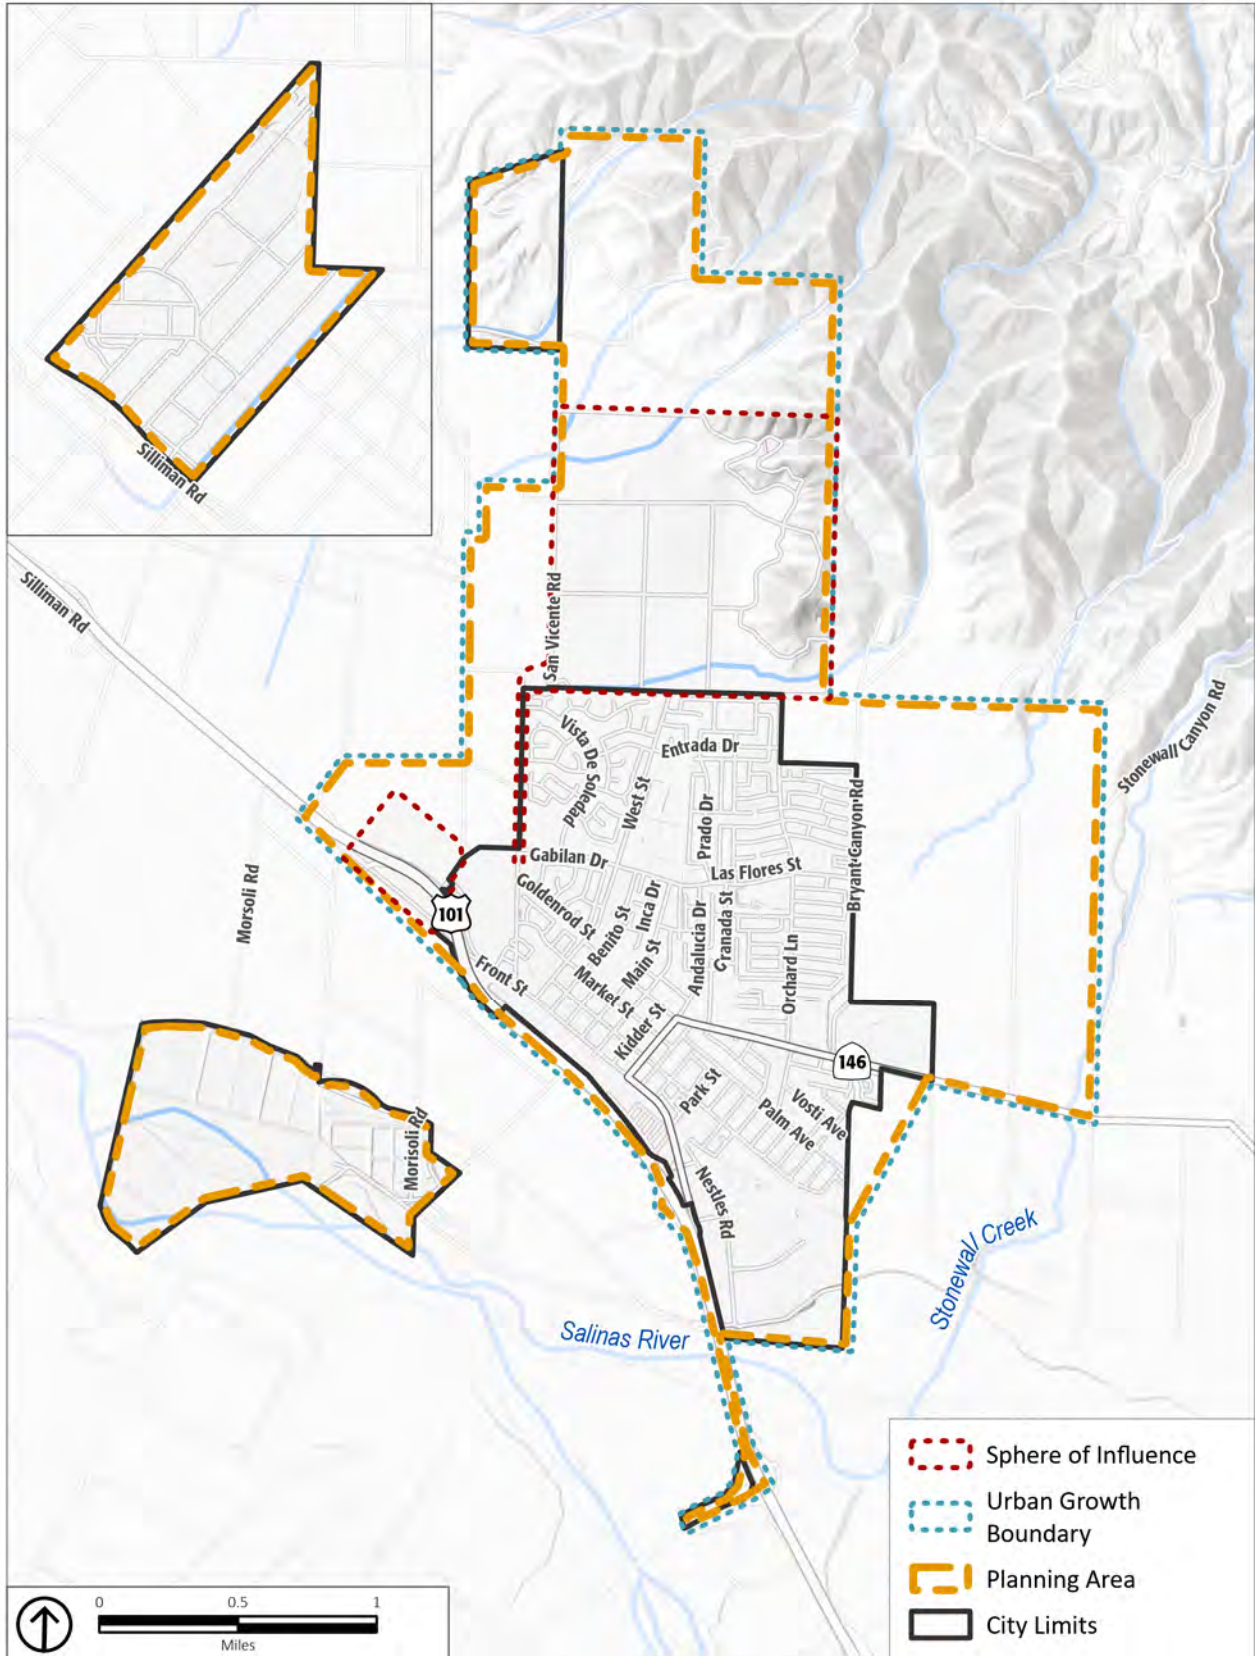 Silliman Rd
Silliman Rd
San Vicente Rd
Stonewall Canyon Rd
Vista De Soledad
Entrada Dr
West St
Prado Dr
Bryant Canyon Rd
Gabilan Dr
Las Flores St
Morsoli Rd
101
Goldenrod St
Inca Dr
Benito St
Andalucia Dr
Granada St
Orchard Ln
Main St
Front St
Market St
Kidder St
146
Park St
Vosti Ave
Palm Ave
Morisoli Rd
Nestles Rd
Stonewall Creek
Salinas River
Sphere of Influence
Urban Growth
Boundary
Planning Area
City Limits
0 0.5 1
Miles